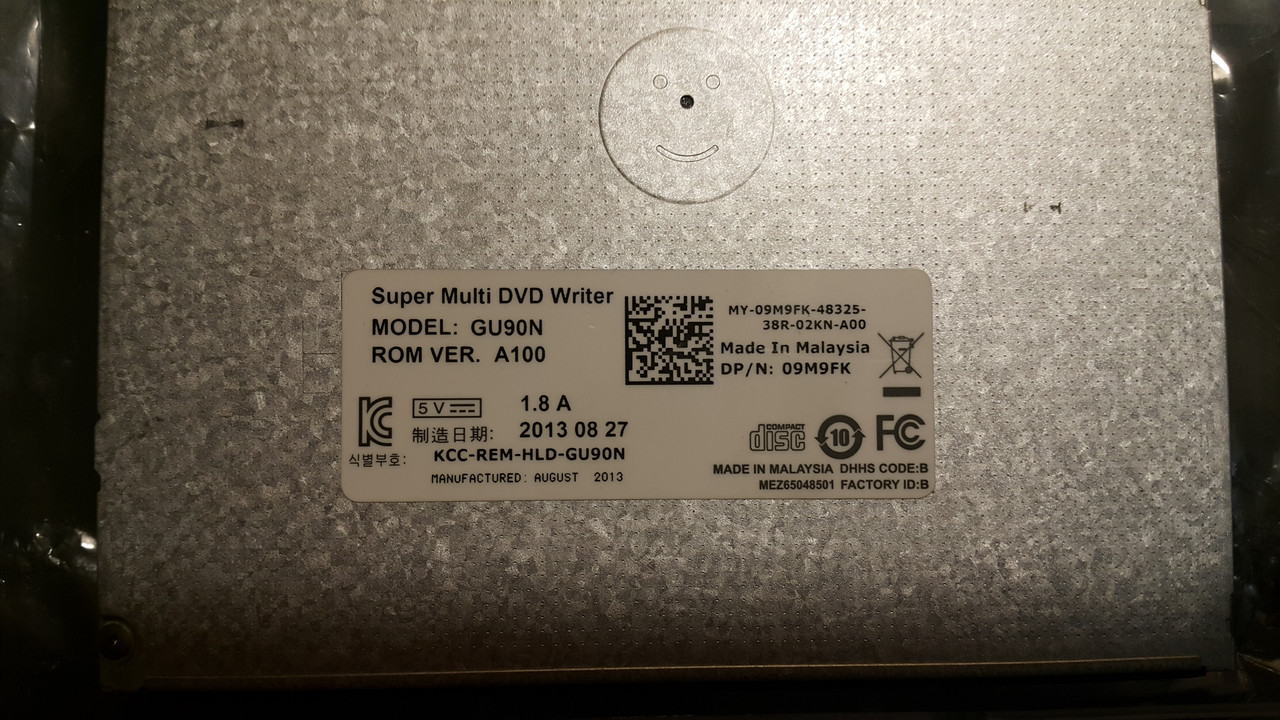 Super Multi DVD Writer
MODEL: GU90N
ROM VER. A100
MY-09M9FK-48325-
38R-02KN-A00
Made In Malaysia
DP/N: 09M9FK
5 V
1.8 A
制造日期: 2013 08 27
식별부호: KCC-REM-HLD-GU90N
MANUFACTURED: AUGUST 2013
COMPACT
disc
10
FC
MADE IN MALAYSIA DHHS CODE:B
MEZ65048501 FACTORY ID:B